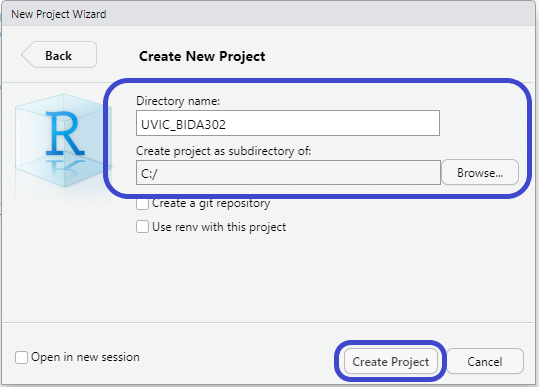 New Project Wizard
Back
Create New Project
R
Directory name:
UVIC_BIDA302
Create project as subdirectory of:
C:/
Browse...
Create a git repository
Use renv with this project
Open in new session
Create Project
Cancel